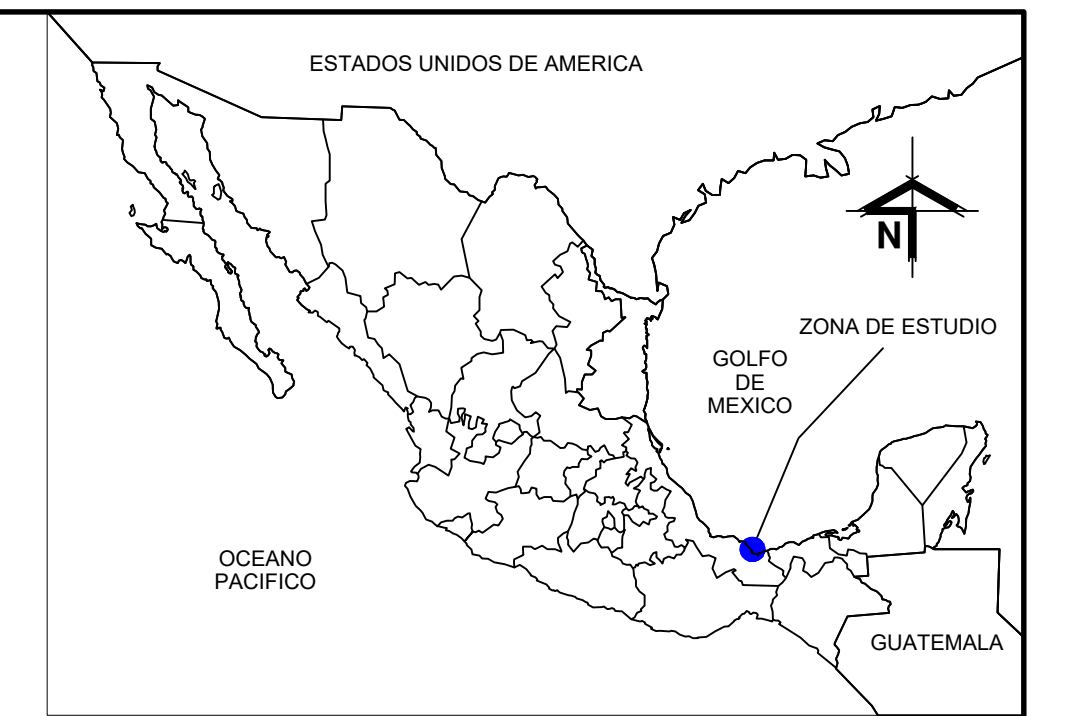 ESTADOS UNIDOS DE AMERICA
N
ZONA DE ESTUDIO
GOLFO
DE
MEXICO
OCEANO
PACIFICO
GUATEMALA